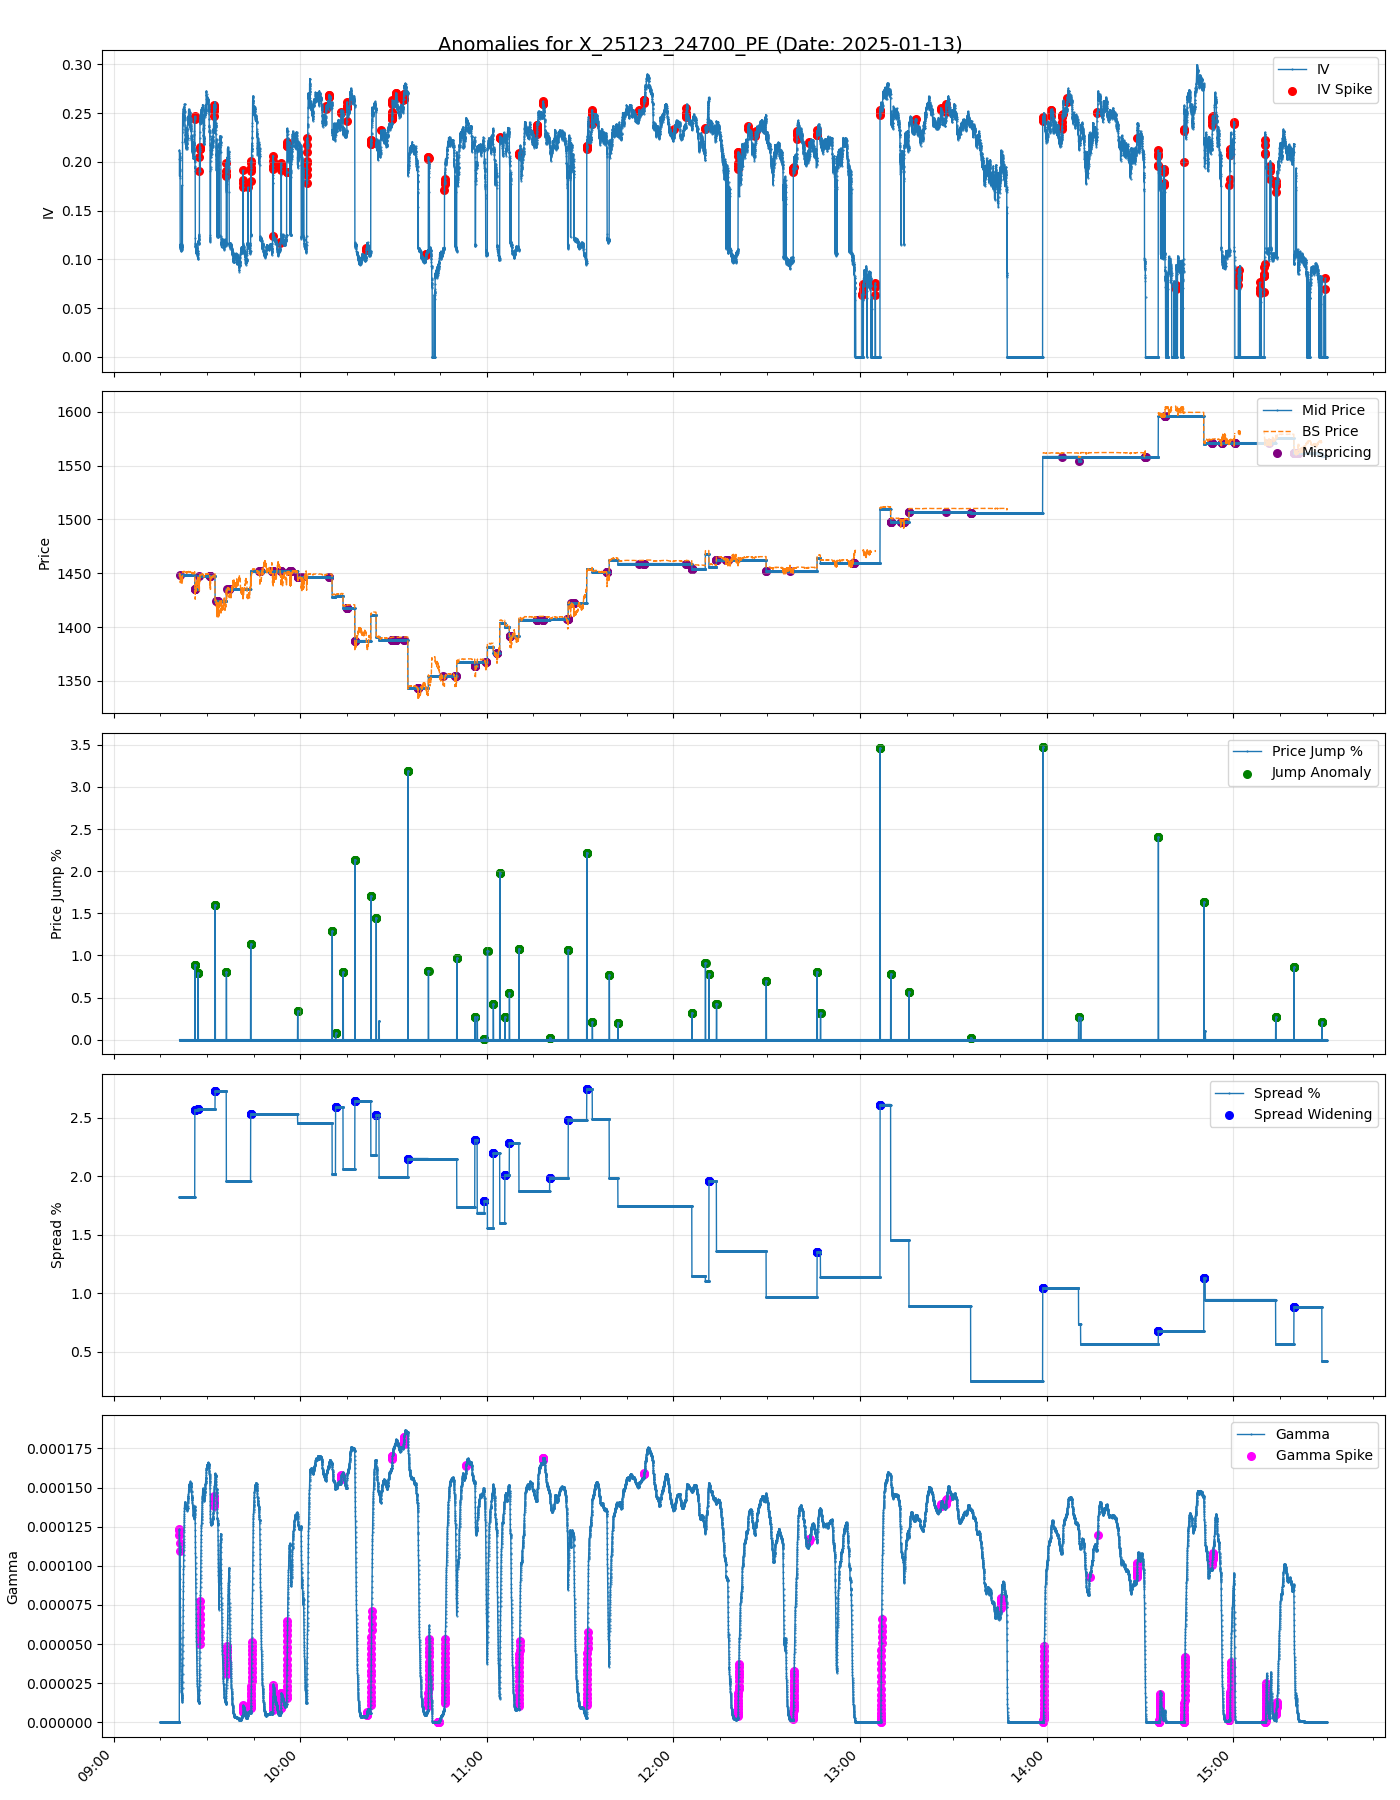 Anomalies for X_25123_24700_PE (Date: 2025-01-13)
IV
0.30
0.25
0.20
0.15
0.10
0.05
0.00
IV
IV Spike
Price
1600
1550
1500
1450
1400
1350
Mid Price
BS Price
Mispricing
Price Jump %
3.5
3.0
2.5
2.0
1.5
1.0
0.5
0.0
Price Jump %
Jump Anomaly
Spread %
2.5
2.0
1.5
1.0
0.5
Spread %
Spread Widening
Gamma
0.000175
0.000150
0.000125
0.000100
0.000075
0.000050
0.000025
0.000000
Gamma
Gamma Spike
09:00
10:00
11:00
12:00
13:00
14:00
15:00